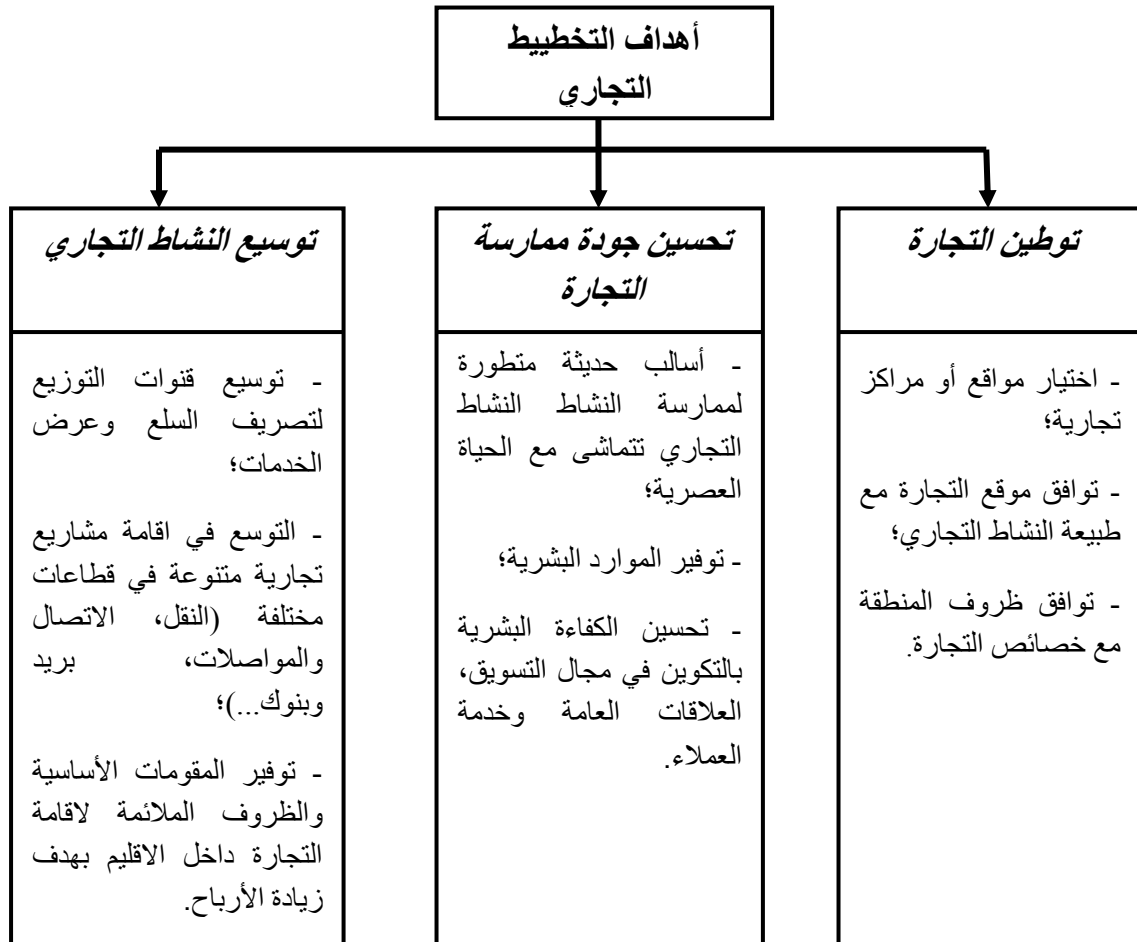 أهداف التخطييط
التجاري
توطين التجارة
- اختيار مواقع أو مراكز
تجارية؛
- توافق موقع التجارة مع
طبيعة النشاط التجاري؛
- توافق ظروف المنطقة
مع خصائص التجارة.
تحسين جودة ممارسة
التجارة
- أسالب حديثة متطورة
لممارسة النشاط النشاط
التجاري تتماشى مع الحياة
العصرية؛
- توفير الموارد البشرية؛
- تحسين الكفاءة البشرية
بالتكوين في مجال التسويق،
العلاقات العامة وخدمة
العملاء.
توسيع النشاط التجاري
- توسيع قنوات التوزيع
لتصريف السلع وعرض
الخدمات؛
- التوسع في اقامة مشاريع
تجارية متنوعة في قطاعات
مختلفة (النقل، الاتصال
والمواصلات، بريد
وبنوك...)؛
- توفير المقومات الأساسية
والظروف الملائمة لاقامة
التجارة داخل الاقليم بهدف
زيادة الأرباح.